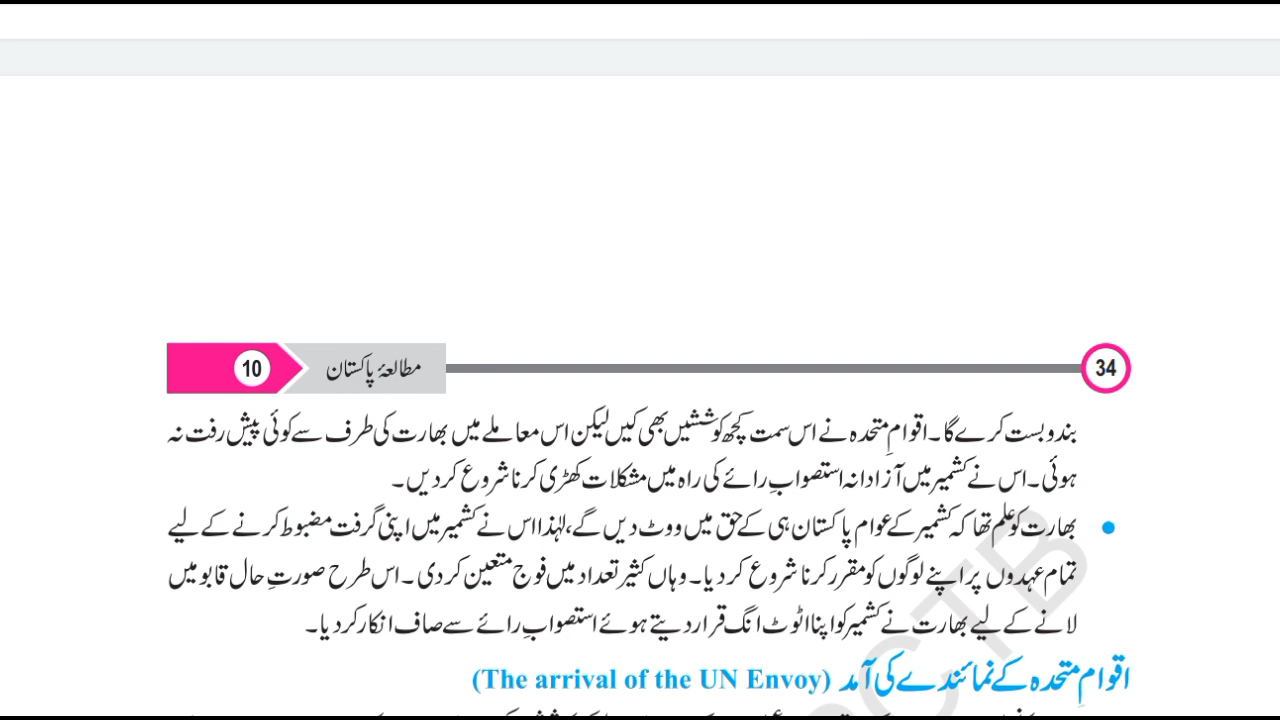 34
مطالعۂ پاکستان
10
بندوبست کرے گا۔ اقوامِ متحدہ نے اس سمت کچھ کوششیں بھی کیں لیکن اس معاملے میں بھارت کی طرف سے کوئی پیش رفت نہ
ہوئی۔ اس نے کشمیر میں آزادانہ استصوابِ رائے کی راہ میں مشکلات کھڑی کرنا شروع کر دیں۔
● بھارت کو علم تھا کہ کشمیر کے عوام پاکستان ہی کے حق میں ووٹ دیں گے، لہٰذا اس نے کشمیر میں اپنی گرفت مضبوط کرنے کے لیے
تمام عہدوں پر اپنے لوگوں کو مقرر کرنا شروع کر دیا۔ وہاں کثیر تعداد میں فوج متعین کر دی۔ اس طرح صورتِ حال قابو میں
لانے کے لیے بھارت نے کشمیر کو اپنا اٹوٹ انگ قرار دیتے ہوئے استصوابِ رائے سے صاف انکار کر دیا۔
اقوامِ متحدہ کے نمائندے کی آمد (The arrival of the UN Envoy)